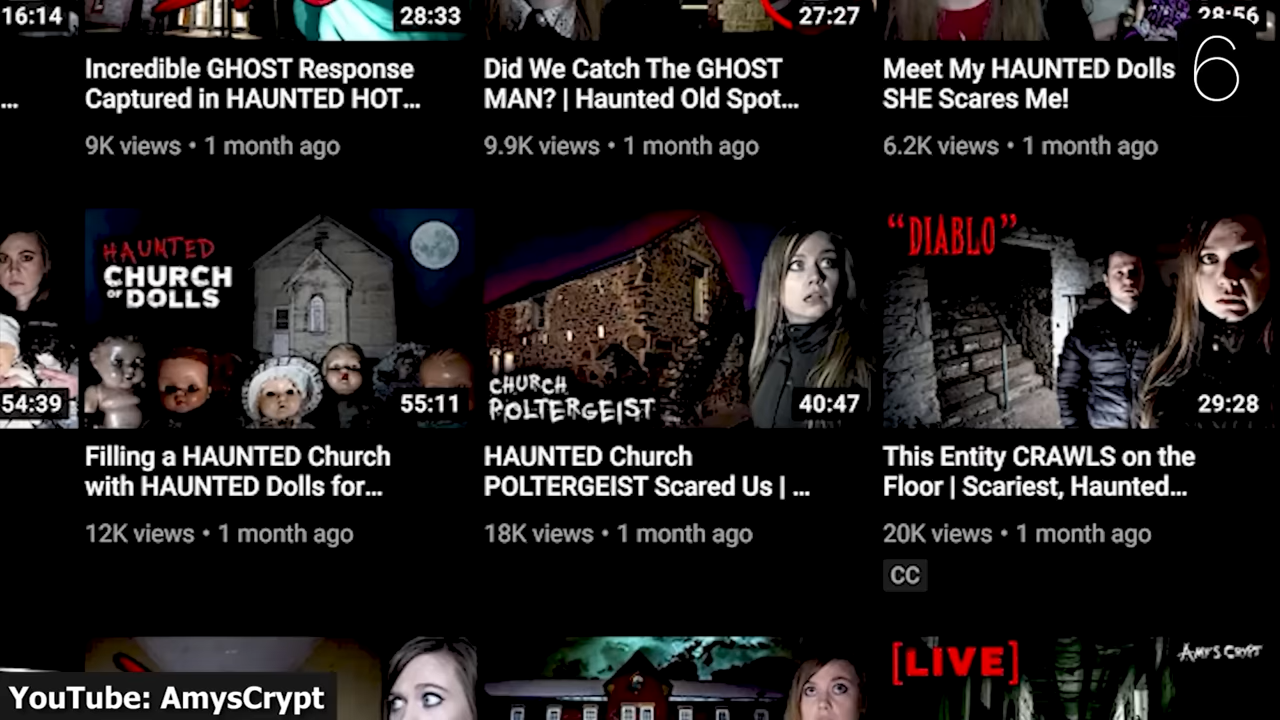 16:14
28:33
27:27
28:56
6
Incredible GHOST Response
Captured in HAUNTED HOT...
9K views • 1 month ago
Did We Catch The GHOST
MAN? | Haunted Old Spot...
9.9K views • 1 month ago
Meet My HAUNTED Dolls
SHE Scares Me!
6.2K views • 1 month ago
...
54:39
HAUNTED
CHURCH
OF DOLLS
55:11
Filling a HAUNTED Church
with HAUNTED Dolls for...
12K views • 1 month ago
CHURCH
POLTERGEIST
40:47
HAUNTED Church
POLTERGEIST Scared Us | ...
18K views • 1 month ago
"DIABLO"
29:28
This Entity CRAWLS on the
Floor | Scariest, Haunted...
20K views • 1 month ago
CC
[LIVE]
AMY'S CRYPT
YouTube: AmysCrypt